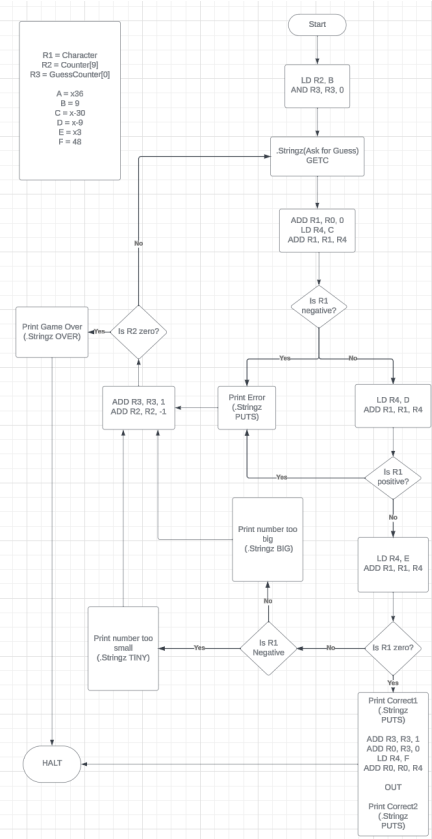 Start
R1 = Character
R2 = Counter[9]
R3 = GuessCounter[0]
A = x36
B = 9
C = x-30
D = x-9
E = x3
F = 48
LD R2, B
AND R3, R3, 0
.Stringz(Ask for Guess)
GETC
ADD R1, R0, 0
LD R4, C
ADD R1, R1, R4
No
Is R1
negative?
Print Game Over
(.Stringz OVER)
Yes
Is R2 zero?
Yes
No
ADD R3, R3, 1
ADD R2, R2, -1
Print Error
(.Stringz
PUTS)
LD R4, D
ADD R1, R1, R4
Is R1
positive?
Yes
No
Print number too
big
(.Stringz BIG)
LD R4, E
ADD R1, R1, R4
No
Print number too
small
(.Stringz TINY)
Yes
Is R1
Negative
No
Is R1 zero?
Yes
Print Correct1
(.Stringz
PUTS)
ADD R3, R3, 1
ADD R0, R3, 0
LD R4, F
ADD R0, R0, R4
OUT
Print Correct2
(.Stringz
PUTS)
HALT